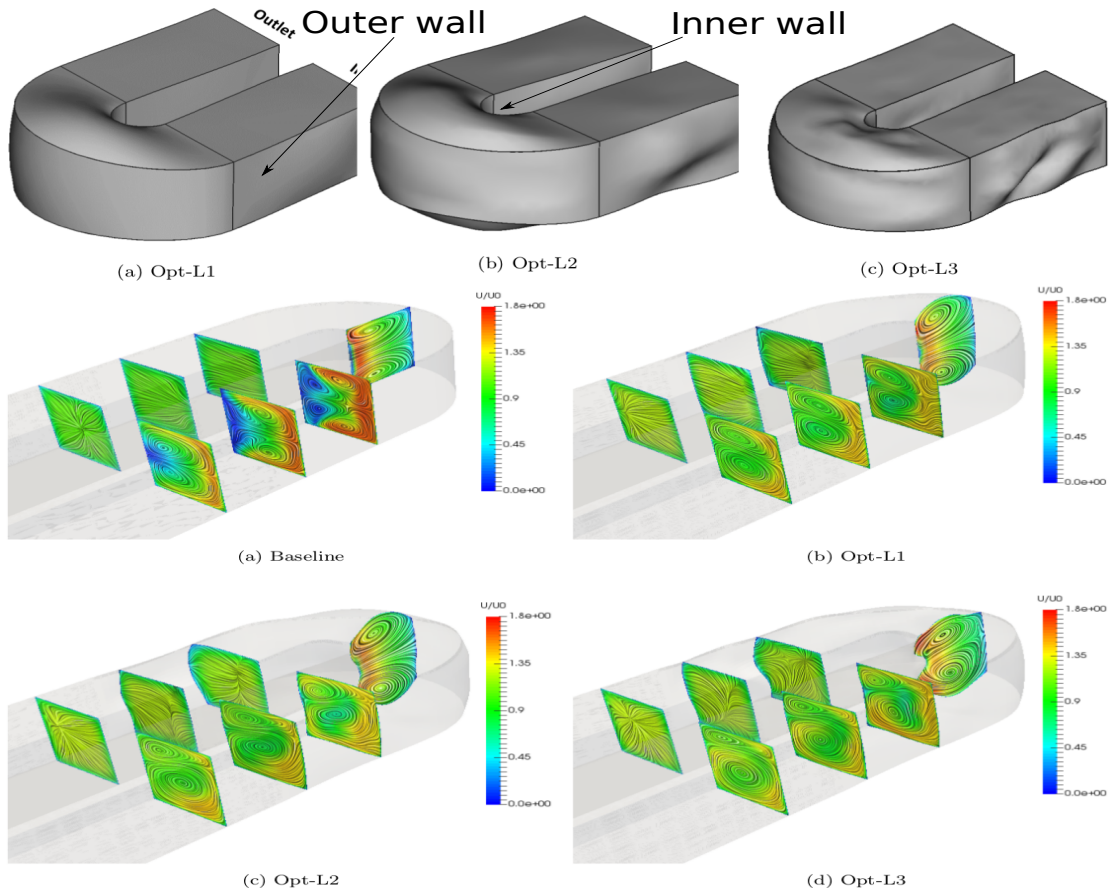 Outer wall
Inner wall
Outlet
(a) Opt-L1
(b) Opt-L2
(c) Opt-L3
U/U0
1.8e+00
1.35
0.9
0.45
0.0e+00
(a) Baseline
U/U0
1.8e+00
1.35
0.9
0.45
0.0e+00
(b) Opt-L1
U/U0
1.8e+00
1.35
0.9
0.45
0.0e+00
(c) Opt-L2
U/U0
1.8e+00
1.35
0.9
0.45
0.0e+00
(d) Opt-L3